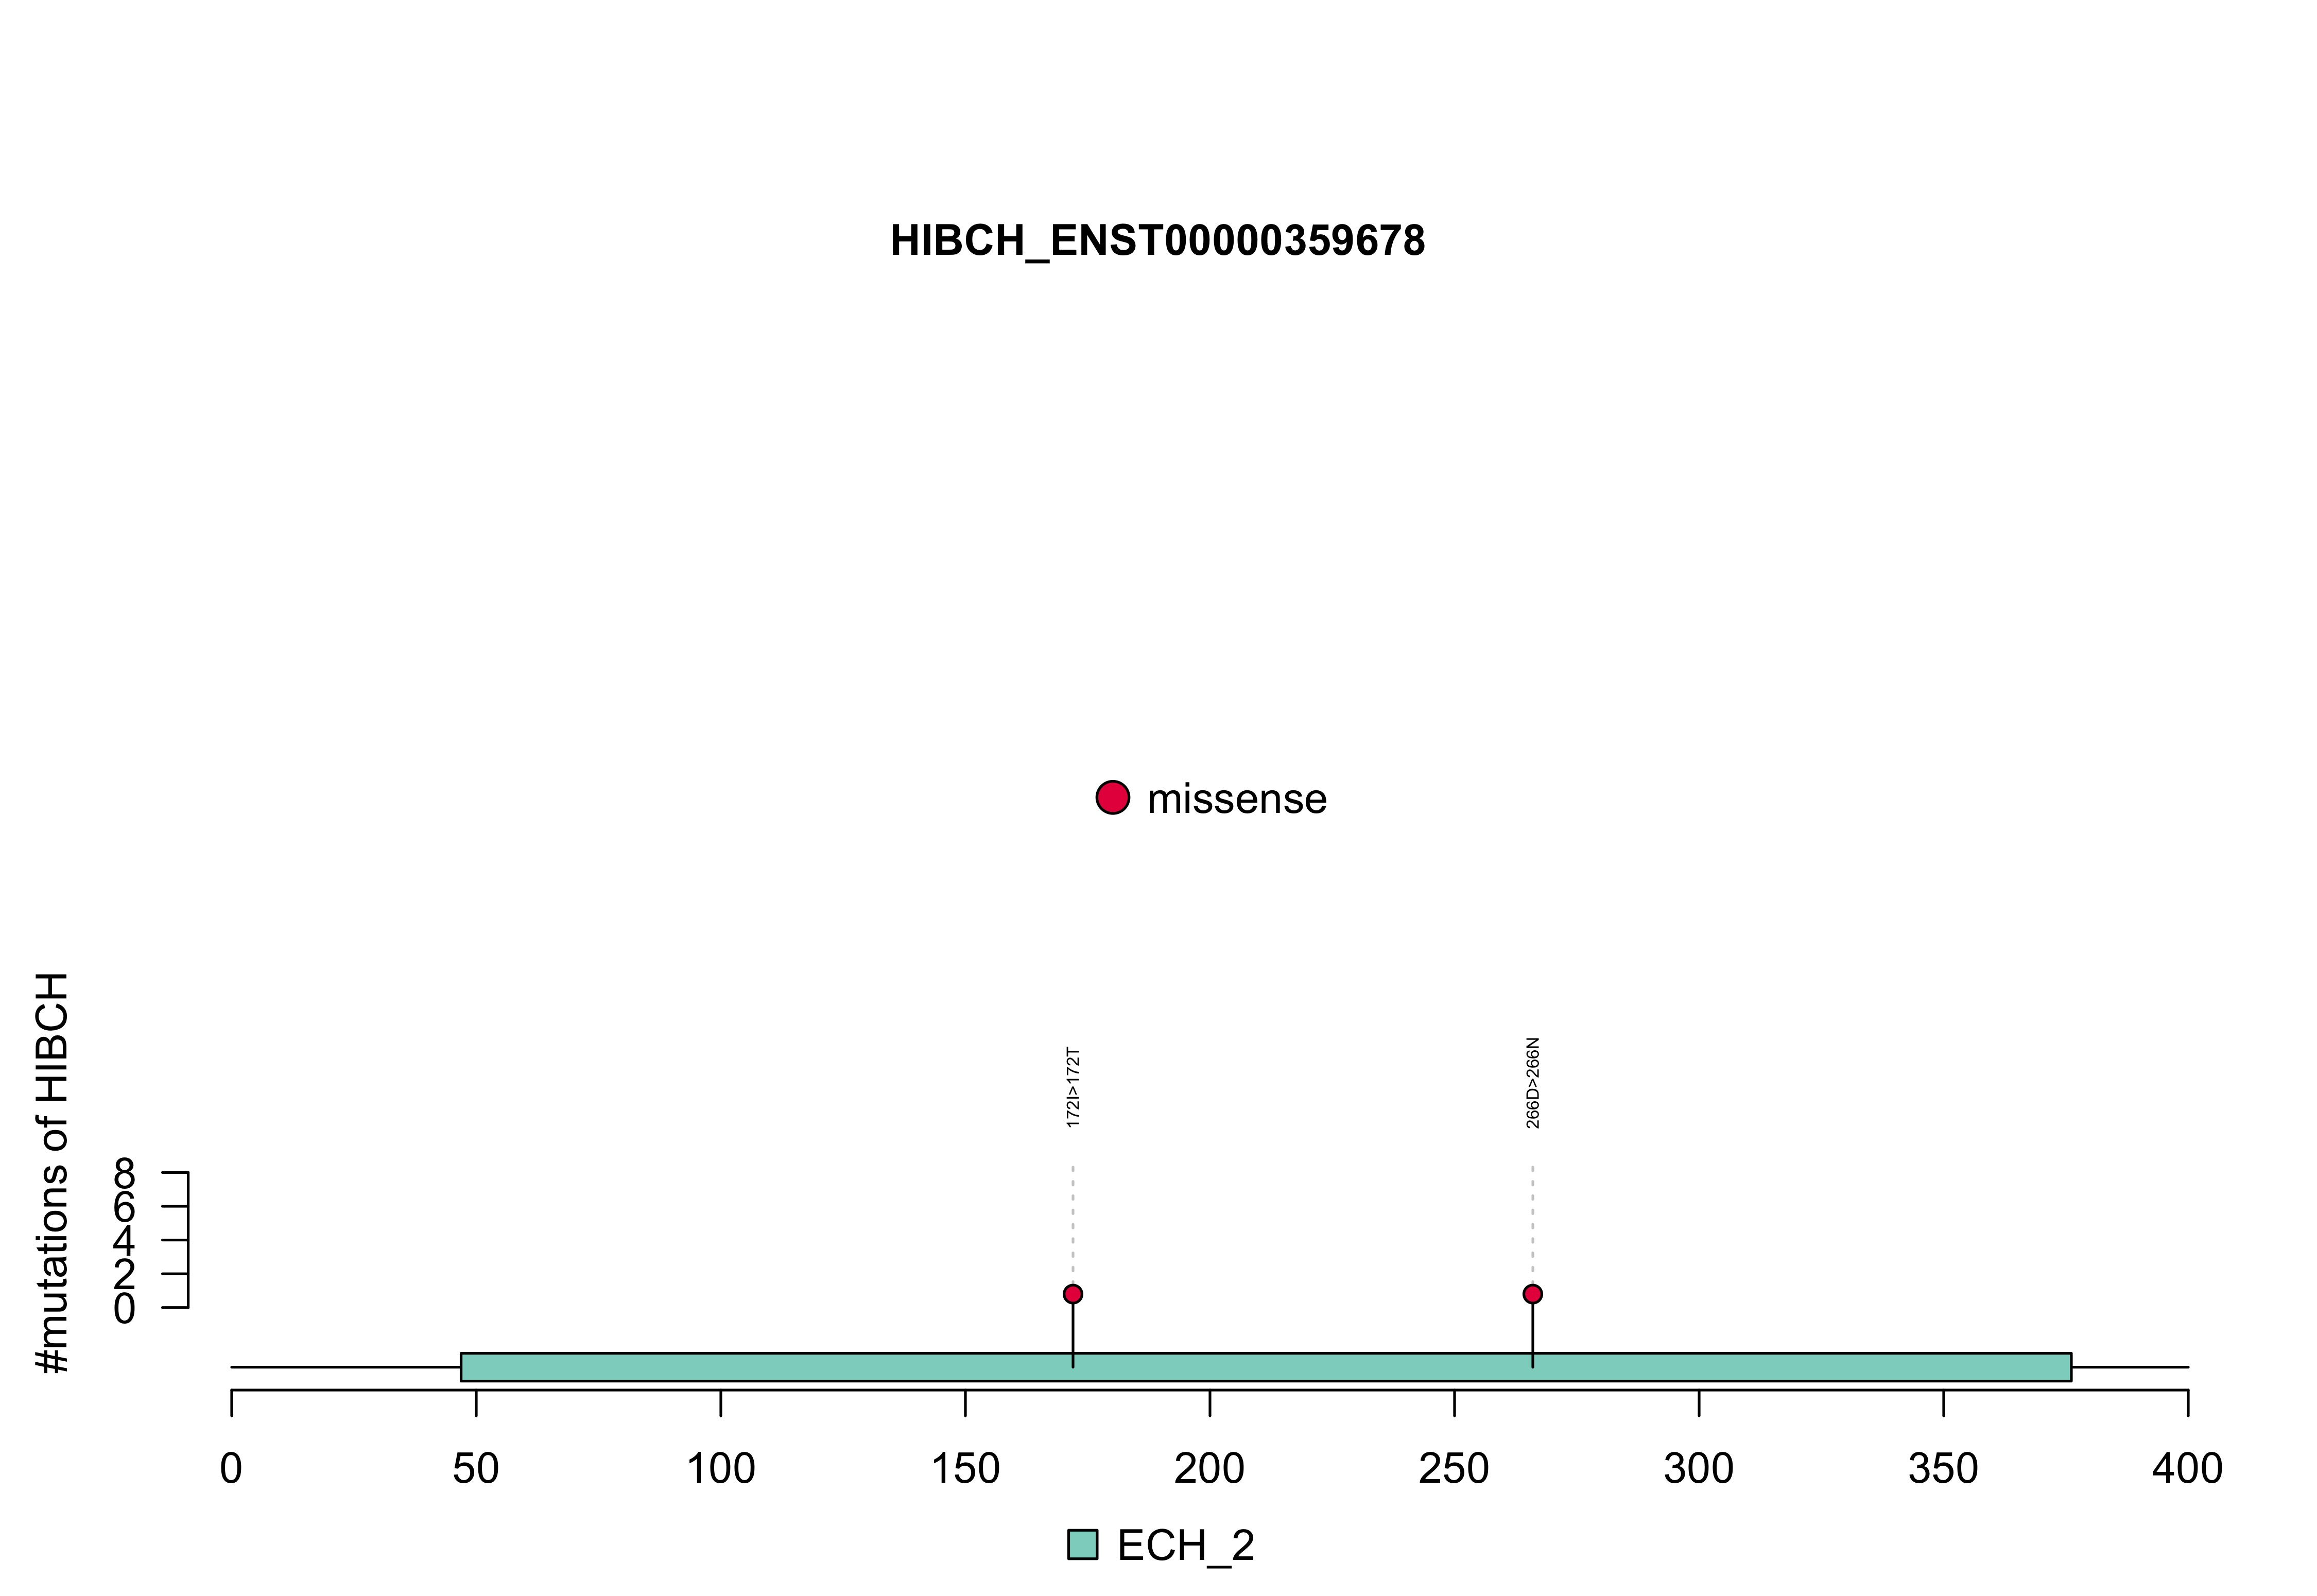 HIBCH_ENST00000359678
missense
#mutations of HIBCH
172I>172T
266D>266N
8
6
4
2
0
0 50 100 150 200 250 300 350 400
ECH_2